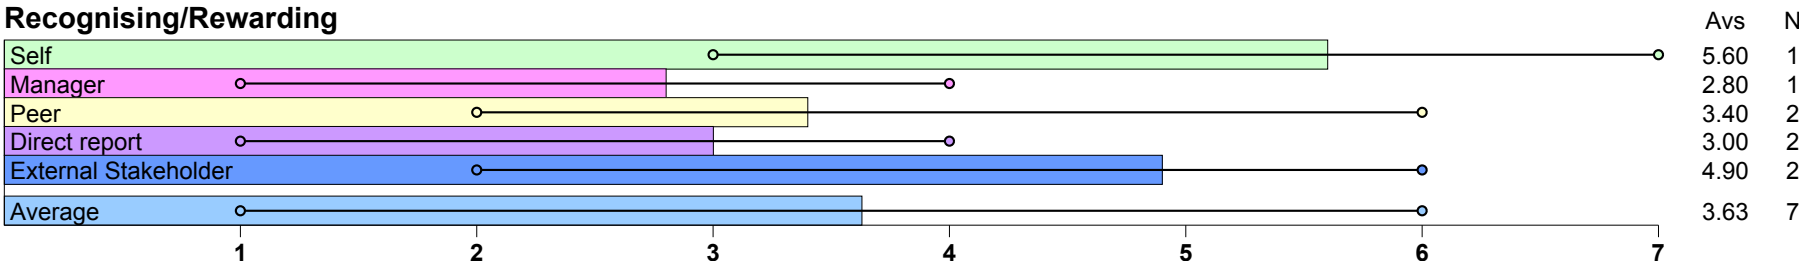 Recognising/Rewarding Avs N
Self 5.60 1
Manager 2.80 1
Peer 3.40 2
Direct report 3.00 2
External Stakeholder 4.90 2
Average 3.63 7
1 2 3 4 5 6 7